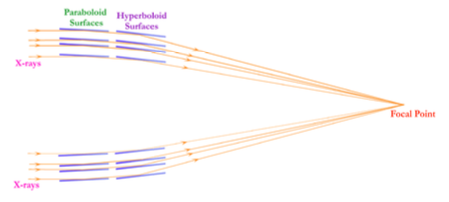 Paraboloid
Surfaces
Hyperboloid
Surfaces
X-rays
Focal Point
X-rays